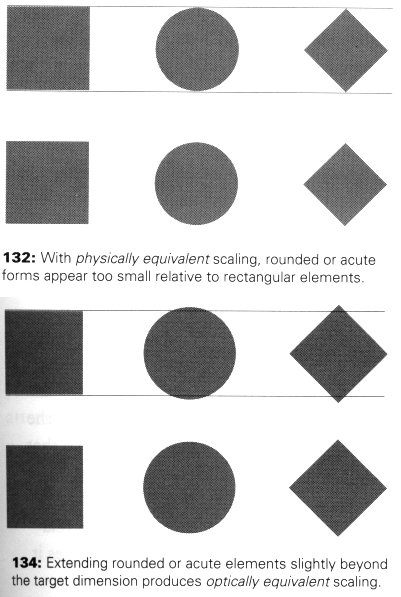 132: With physically equivalent scaling, rounded or acute
forms appear too small relative to rectangular elements.
134: Extending rounded or acute elements slightly beyond
the target dimension produces optically equivalent scaling.